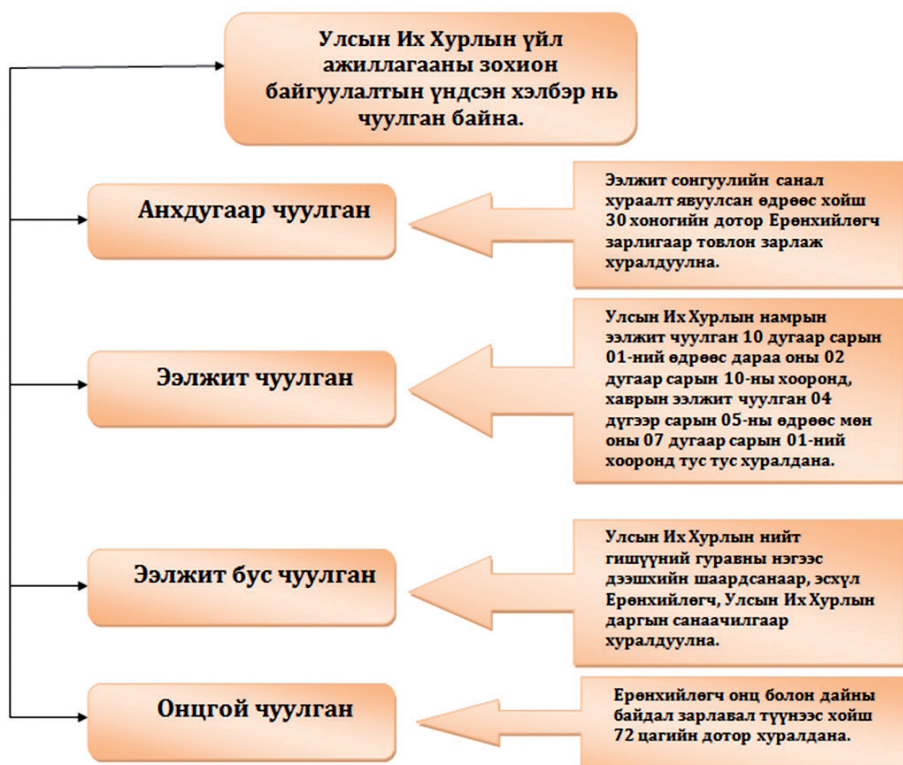 Улсын Их Хурлын үйл
ажиллагааны зохион
байгуулалтын үндсэн хэлбэр нь
чуулган байна.
Анхдугаар чуулган
Ээлжит сонгуулийн санал
хураалт явуулсан өдрөөс хойш
30 хоногийн дотор Ерөнхийлөгч
зарлигаар товлон зарлаж
хуралдуулна.
Ээлжит чуулган
Улсын Их Хурлын намрын
ээлжит чуулган 10 дугаар сарын
01-ний өдрөөс дараа оны 02
дугаар сарын 10-ны хооронд,
хаврын ээлжит чуулган 04
дүгээр сарын 05-ны өдрөөс мөн
оны 07 дугаар сарын 01-ний
хооронд тус тус хуралдана.
Ээлжит бус чуулган
Улсын Их Хурлын нийт
гишүүний гуравны нэгээс
дээшхийн шаардсанаар, эсхүл
Ерөнхийлөгч, Улсын Их Хурлын
даргын санаачилгаар
хуралдуулна.
Онцгой чуулган
Ерөнхийлөгч онц болон дайны
байдал зарлавал түүнээс хойш
72 цагийн дотор хуралдана.